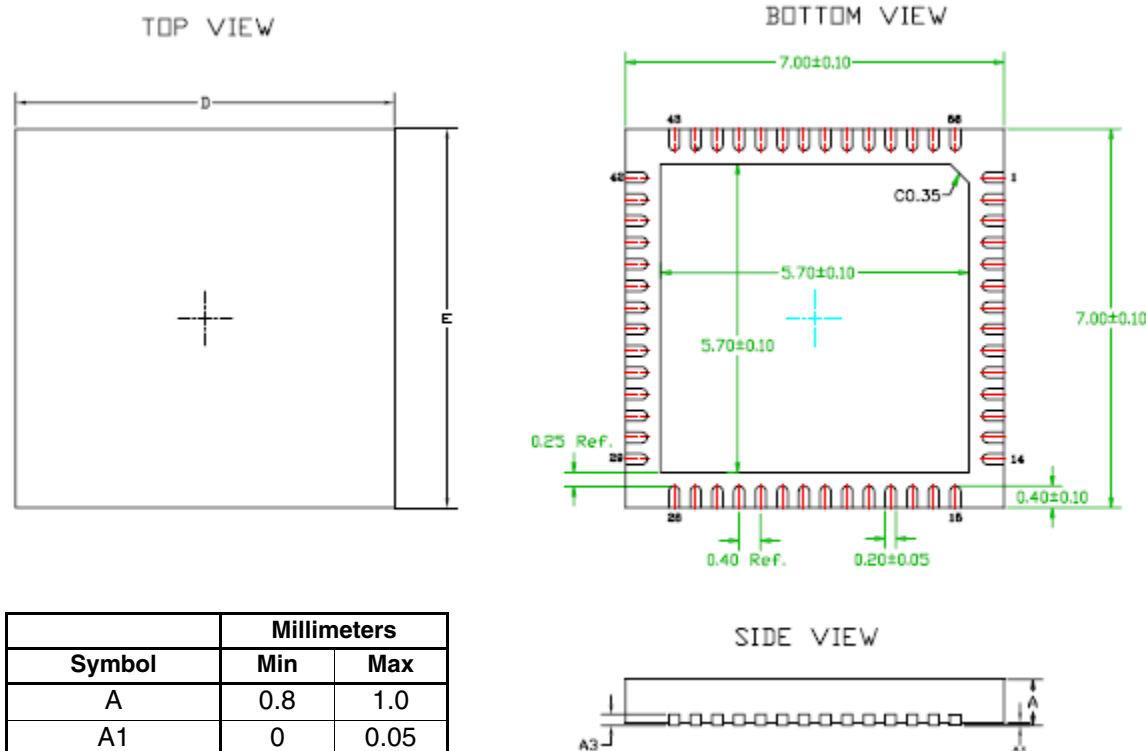 TOP VIEW
BOTTOM VIEW
D
7.00±0.10
43
56
42
1
C0.35
5.70±0.10
E
7.00±0.10
5.70±0.10
0.25 Ref.
29
14
0.40±0.10
28
15
0.40 Ref.
0.20±0.05
Millimeters
Symbol Min Max
A 0.8 1.0
A1 0 0.05
SIDE VIEW
A
A3
A1